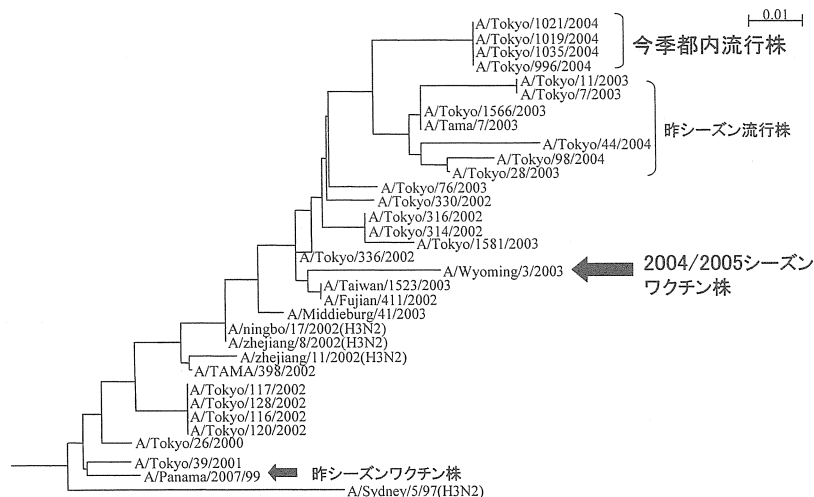 0.01
A/Tokyo/1021/2004
A/Tokyo/1019/2004
A/Tokyo/1035/2004
A/Tokyo/996/2004
今季都内流行株
A/Tokyo/11/2003
A/Tokyo/7/2003
A/Tokyo/1566/2003
A/Tama/7/2003
昨シーズン流行株
A/Tokyo/44/2004
A/Tokyo/98/2004
A/Tokyo/28/2003
A/Tokyo/76/2003
A/Tokyo/330/2002
A/Tokyo/316/2002
A/Tokyo/314/2002
A/Tokyo/1581/2003
A/Tokyo/336/2002
A/Wyoming/3/2003
2004/2005シーズン
ワクチン株
A/Taiwan/1523/2003
A/Fujian/411/2002
A/Middieburg/41/2003
A/ningbo/17/2002(H3N2)
A/zhejiang/8/2002(H3N2)
A/zhejiang/11/2002(H3N2)
A/TAMA/398/2002
A/Tokyo/117/2002
A/Tokyo/128/2002
A/Tokyo/116/2002
A/Tokyo/120/2002
A/Tokyo/26/2000
A/Tokyo/39/2001
A/Panama/2007/99
昨シーズンワクチン株
A/Sydney/5/97(H3N2)